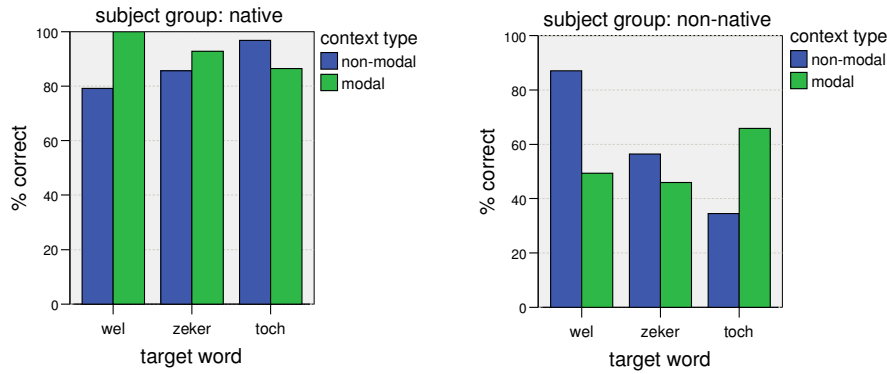 subject group: native
context type
non-modal
modal
100
80
60
40
20
0
% correct
wel zeker toch
target word
subject group: non-native
context type
non-modal
modal
100
80
60
40
20
0
% correct
wel zeker toch
target word